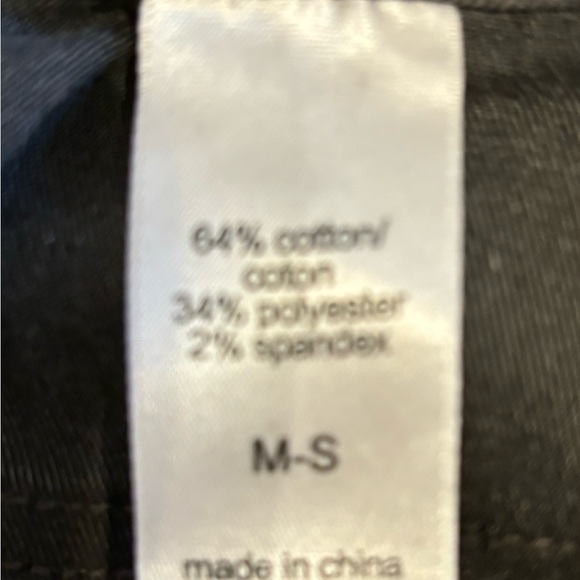 64% cotton/
coton
34% polyester
2% spandex
M-S
made in china